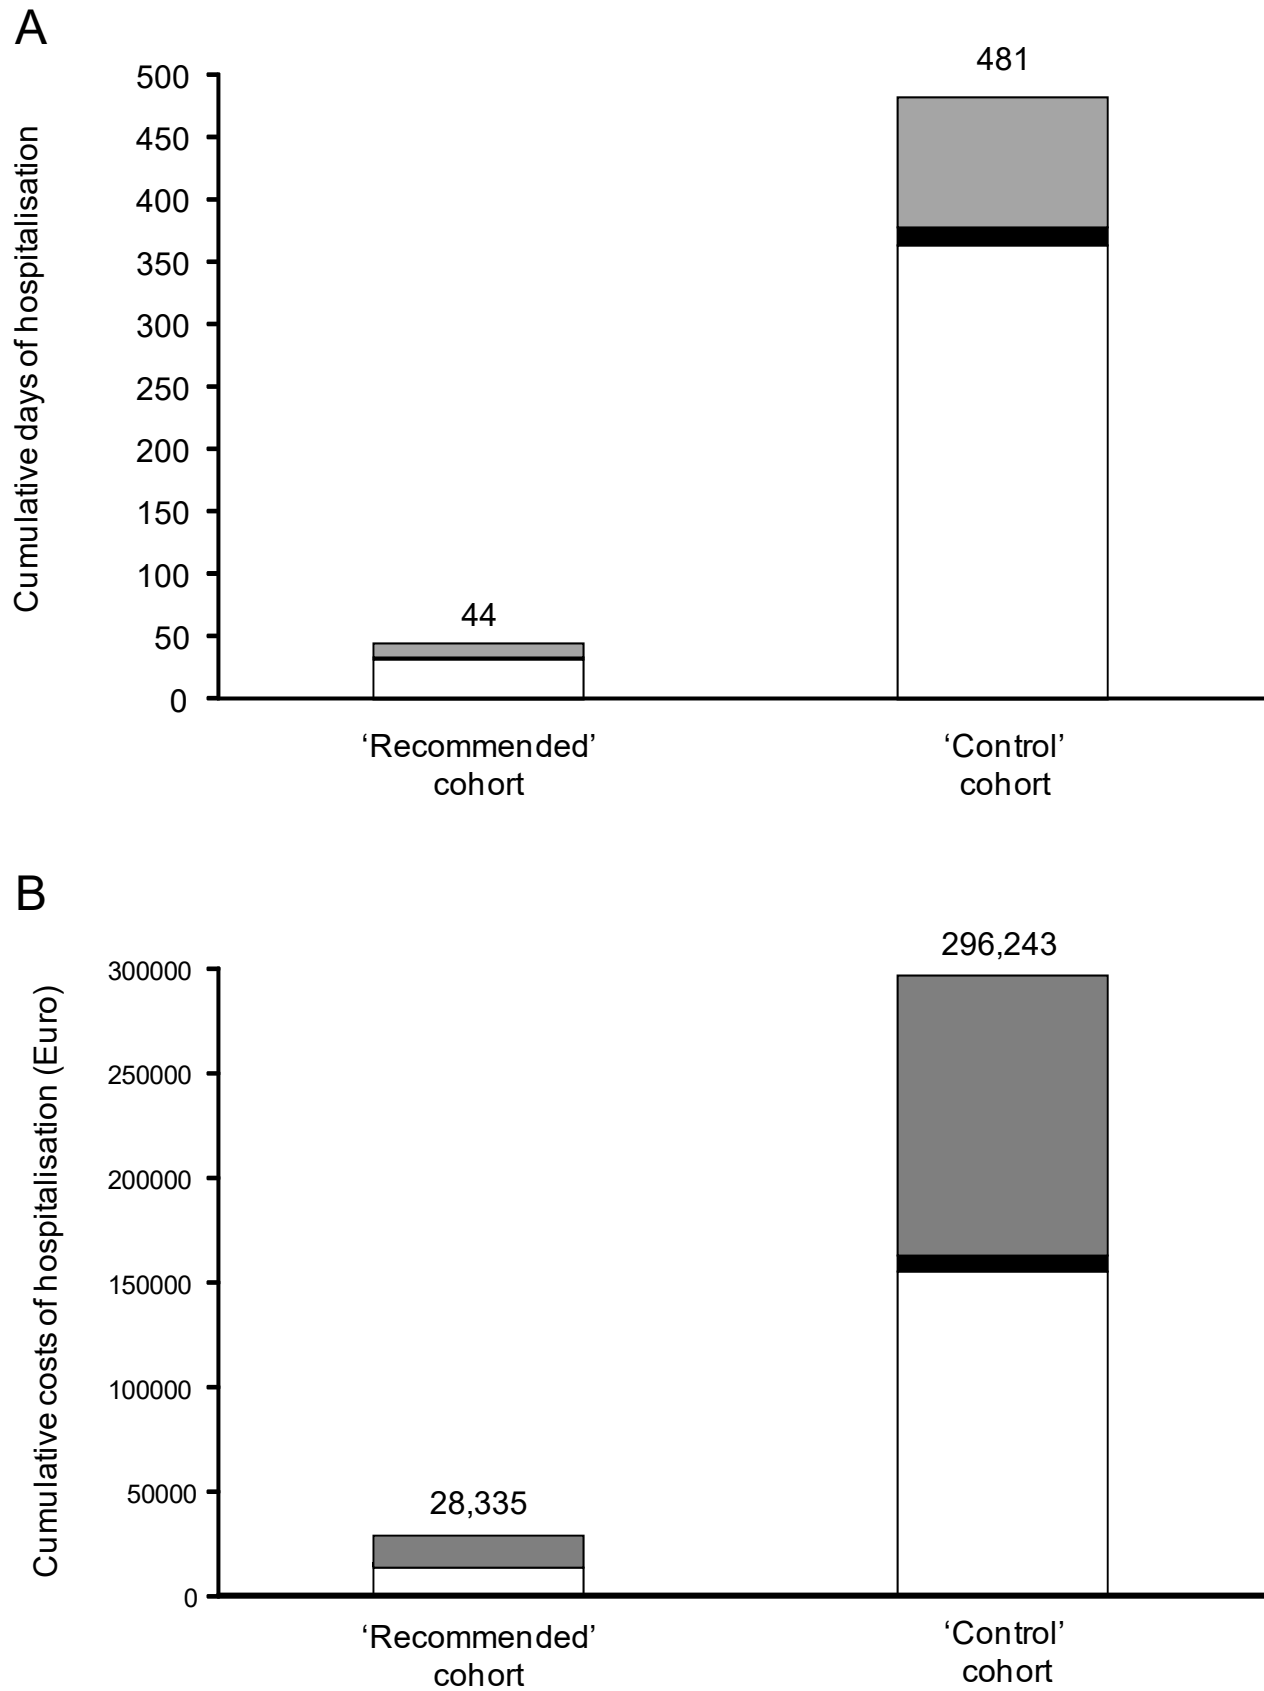 A
Cumulative days of hospitalisation
500
450
400
350
300
250
200
150
100
50
0
481
44
‘Recommended’
cohort
‘Control’
cohort
B
Cumulative costs of hospitalisation (Euro)
300000
250000
200000
150000
100000
50000
0
296,243
28,335
‘Recommended’
cohort
‘Control’
cohort